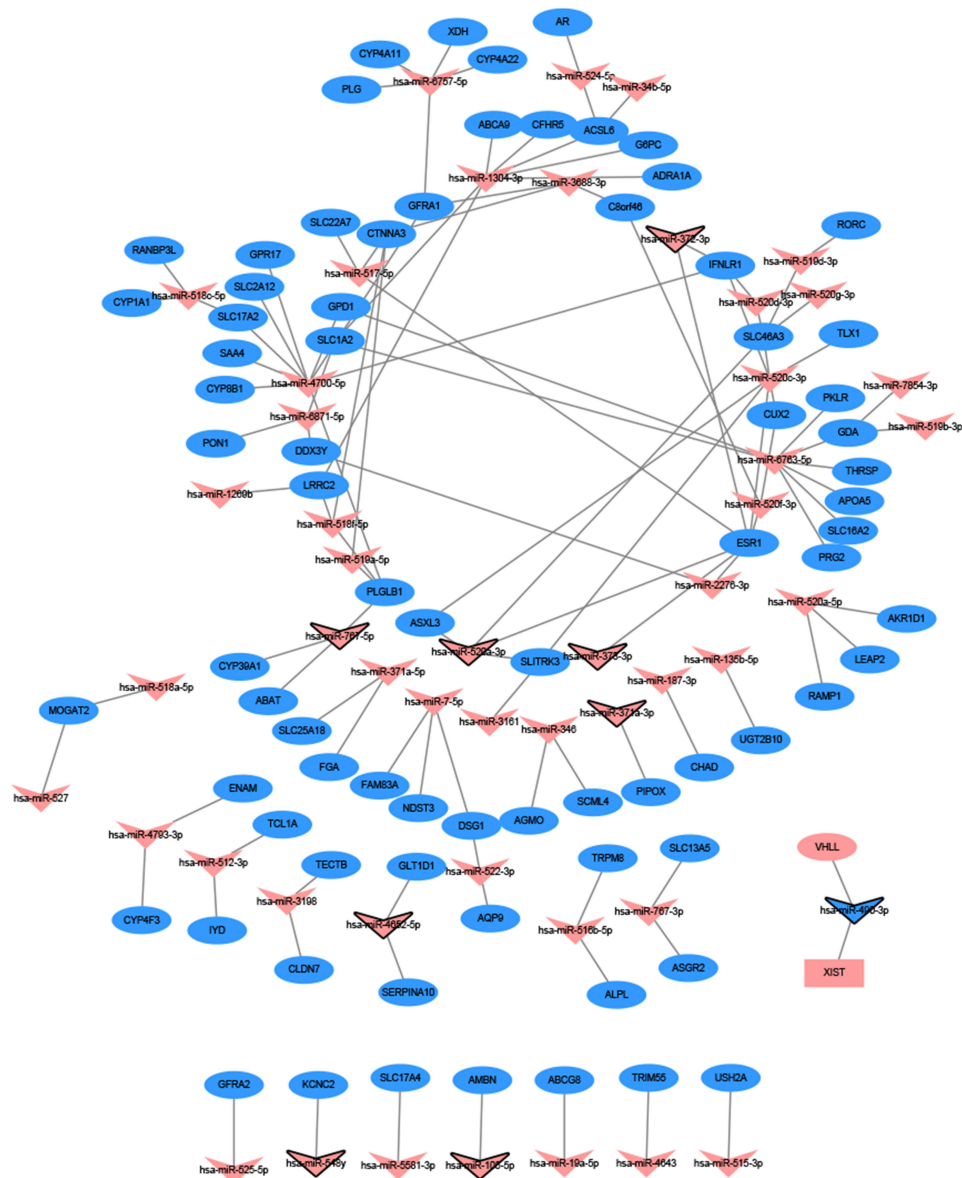 AR
XDH
CYP4A11
CYP4A22
hsa-miR-6757-5p
hsa-miR-524-5p
hsa-miR-34b-5p
PLG
ABCA9
CFHR5
ACSL6
G6PC
hsa-miR-1304-3p
hsa-miR-3688-3p
ADRA1A
GFRA1
C8orf46
SLC22A7
CTNNA3
hsa-miR-372-3p
RORC
RANBP3L
GPR17
hsa-miR-517-5p
IFNLR1
hsa-miR-519d-3p
SLC2A12
hsa-miR-518c-5p
CYP1A1
hsa-miR-520d-3p
hsa-miR-520g-3p
GPD1
SLC17A2
SLC1A2
SLC46A3
TLX1
SAA4
hsa-miR-4700-5p
hsa-miR-520c-3p
hsa-miR-7854-3p
CYP8B1
PKLR
CUX2
hsa-miR-6871-5p
GDA
hsa-miR-519b-3p
PON1
DDX3Y
hsa-miR-6763-5p
THRSP
LRRC2
hsa-miR-1269b
APOA5
hsa-miR-520f-3p
hsa-miR-518f-5p
SLC16A2
ESR1
PRG2
hsa-miR-519a-5p
hsa-miR-2276-3p
PLGLB1
hsa-miR-520a-5p
ASXL3
AKR1D1
hsa-miR-767-5p
hsa-miR-373-3p
SLITRK3
LEAP2
CYP39A1
hsa-miR-135b-5p
hsa-miR-371a-5p
hsa-miR-187-3p
hsa-miR-518a-5p
RAMP1
ABAT
MOGAT2
hsa-miR-7-5p
hsa-miR-371a-3p
hsa-miR-3161
hsa-miR-346
SLC25A18
UGT2B10
FGA
CHAD
FAM83A
PIPOX
hsa-miR-527
NDST3
SCML4
ENAM
DSG1
AGMO
TCL1A
hsa-miR-4793-3p
TRPM8
SLC13A5
VHLL
hsa-miR-512-3p
TECTB
GLT1D1
hsa-miR-522-3p
hsa-miR-3198
hsa-miR-767-3p
CYP4F3
AQP9
hsa-miR-4652-5p
IYD
hsa-miR-516b-5p
CLDN7
ASGR2
XIST
SERPINA10
ALPL
GFRA2
KCNC2
SLC17A4
AMBN
ABCG8
TRIM55
USH2A
hsa-miR-525-5p
hsa-miR-548y
hsa-miR-5581-3p
hsa-miR-105-5p
hsa-miR-19a-5p
hsa-miR-4643
hsa-miR-515-3p